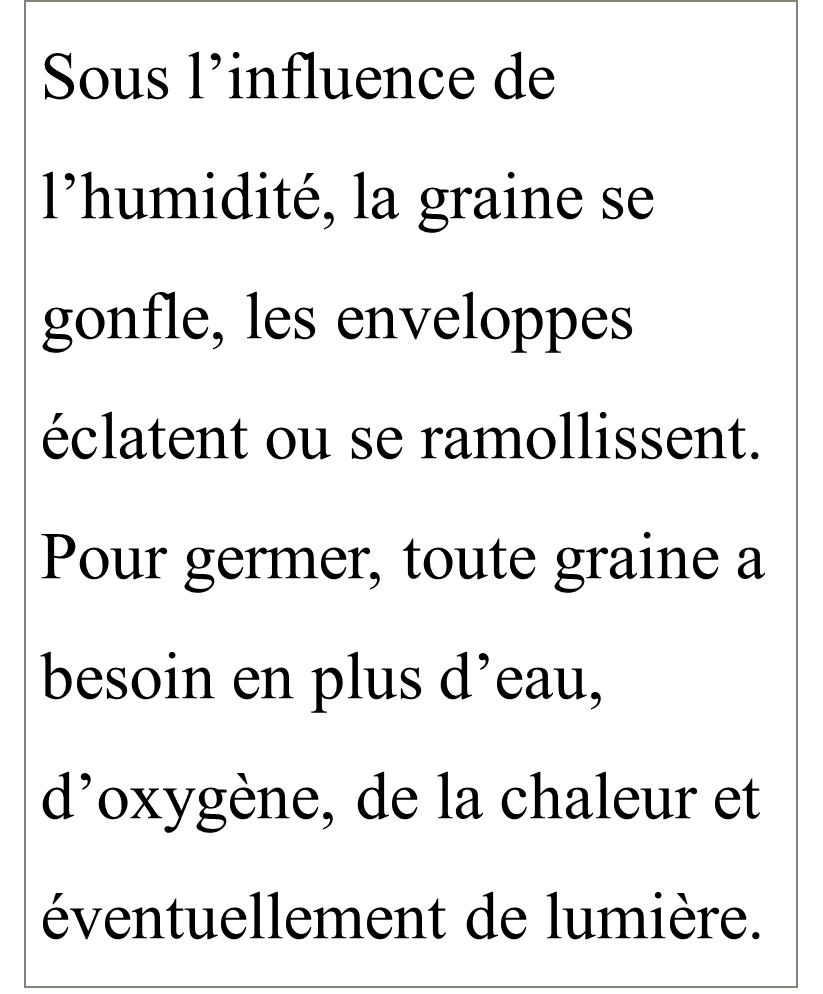 Sous l’influence de
l’humidité, la graine se
gonfle, les enveloppes
éclatent ou se ramollissent.
Pour germer, toute graine a
besoin en plus d’eau,
d’oxygène, de la chaleur et
éventuellement de lumière.